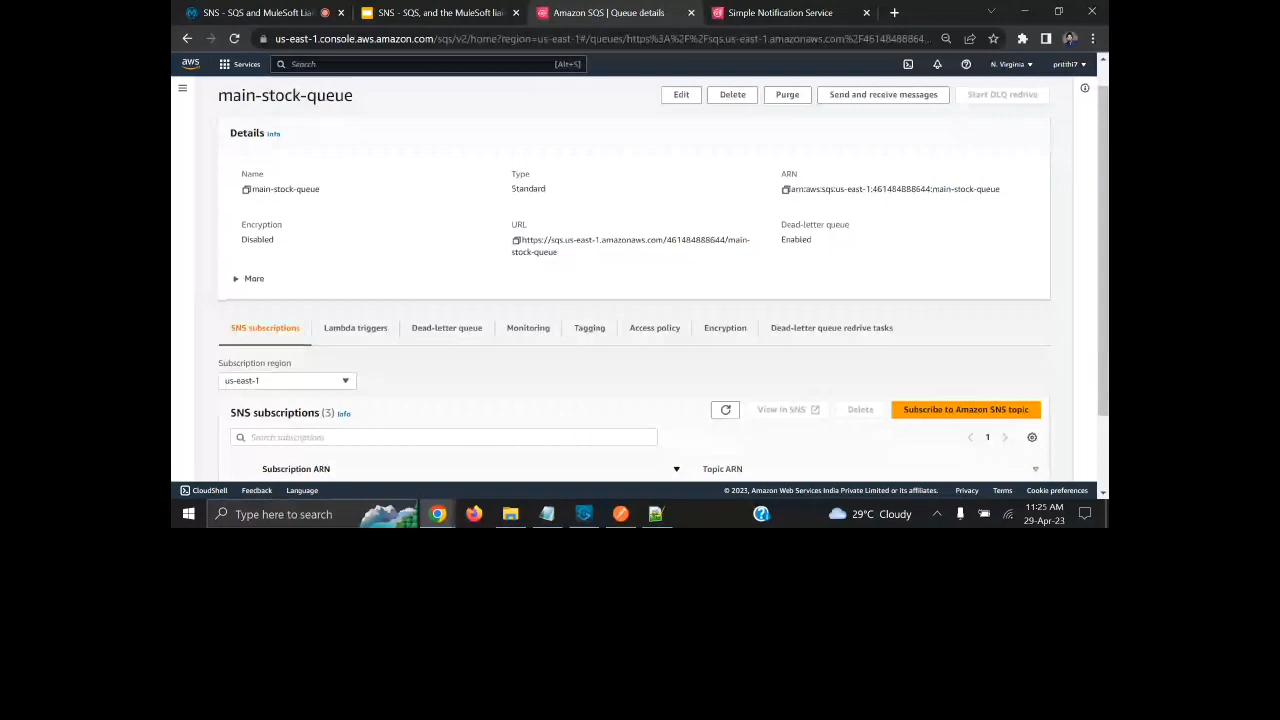 SNS - SQS and MuleSoft Lia
SNS - SQS, and the MuleSoft lia
Amazon SQS | Queue details
Simple Notification Service
us-east-1.console.aws.amazon.com/sqs/v2/home?region=us-east-1#/queues/https%3A%2F%2Fsqs.us-east-1.amazonaws.com%2F46148488864...
aws
Services
Search
[Alt+S]
N. Virginia
prithi7
main-stock-queue
Edit
Delete
Purge
Send and receive messages
Start DLQ redrive
Details Info
Name
Type
ARN
main-stock-queue
Standard
arn:aws:sqs:us-east-1:461484888644:main-stock-queue
Encryption
URL
Dead-letter queue
Disabled
https://sqs.us-east-1.amazonaws.com/461484888644/main-
stock-queue
Enabled
More
SNS subscriptions
Lambda triggers
Dead-letter queue
Monitoring
Tagging
Access policy
Encryption
Dead-letter queue redrive tasks
Subscription region
us-east-1
SNS subscriptions (3) Info
View in SNS
Delete
Subscribe to Amazon SNS topic
Search subscriptions
1
Subscription ARN
Topic ARN
CloudShell
Feedback
Language
© 2023, Amazon Web Services India Private Limited or its affiliates.
Privacy
Terms
Cookie preferences
Type here to search
29°C Cloudy
11:25 AM
29-Apr-23